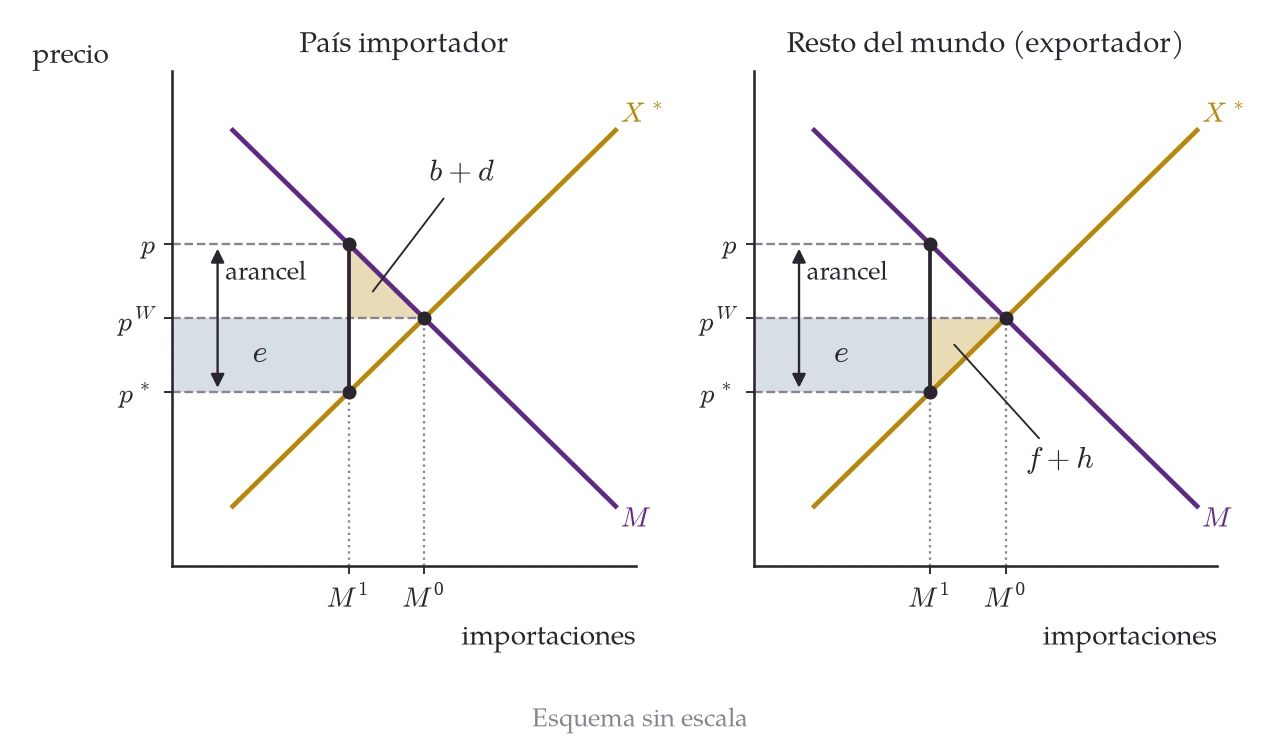 País importador
precio
X *
b + d
p
arancel
p W
e
p *
M
M 1
M 0
importaciones
Resto del mundo (exportador)
X *
p
arancel
p W
e
p *
f + h
M
M 1
M 0
importaciones
Esquema sin escala